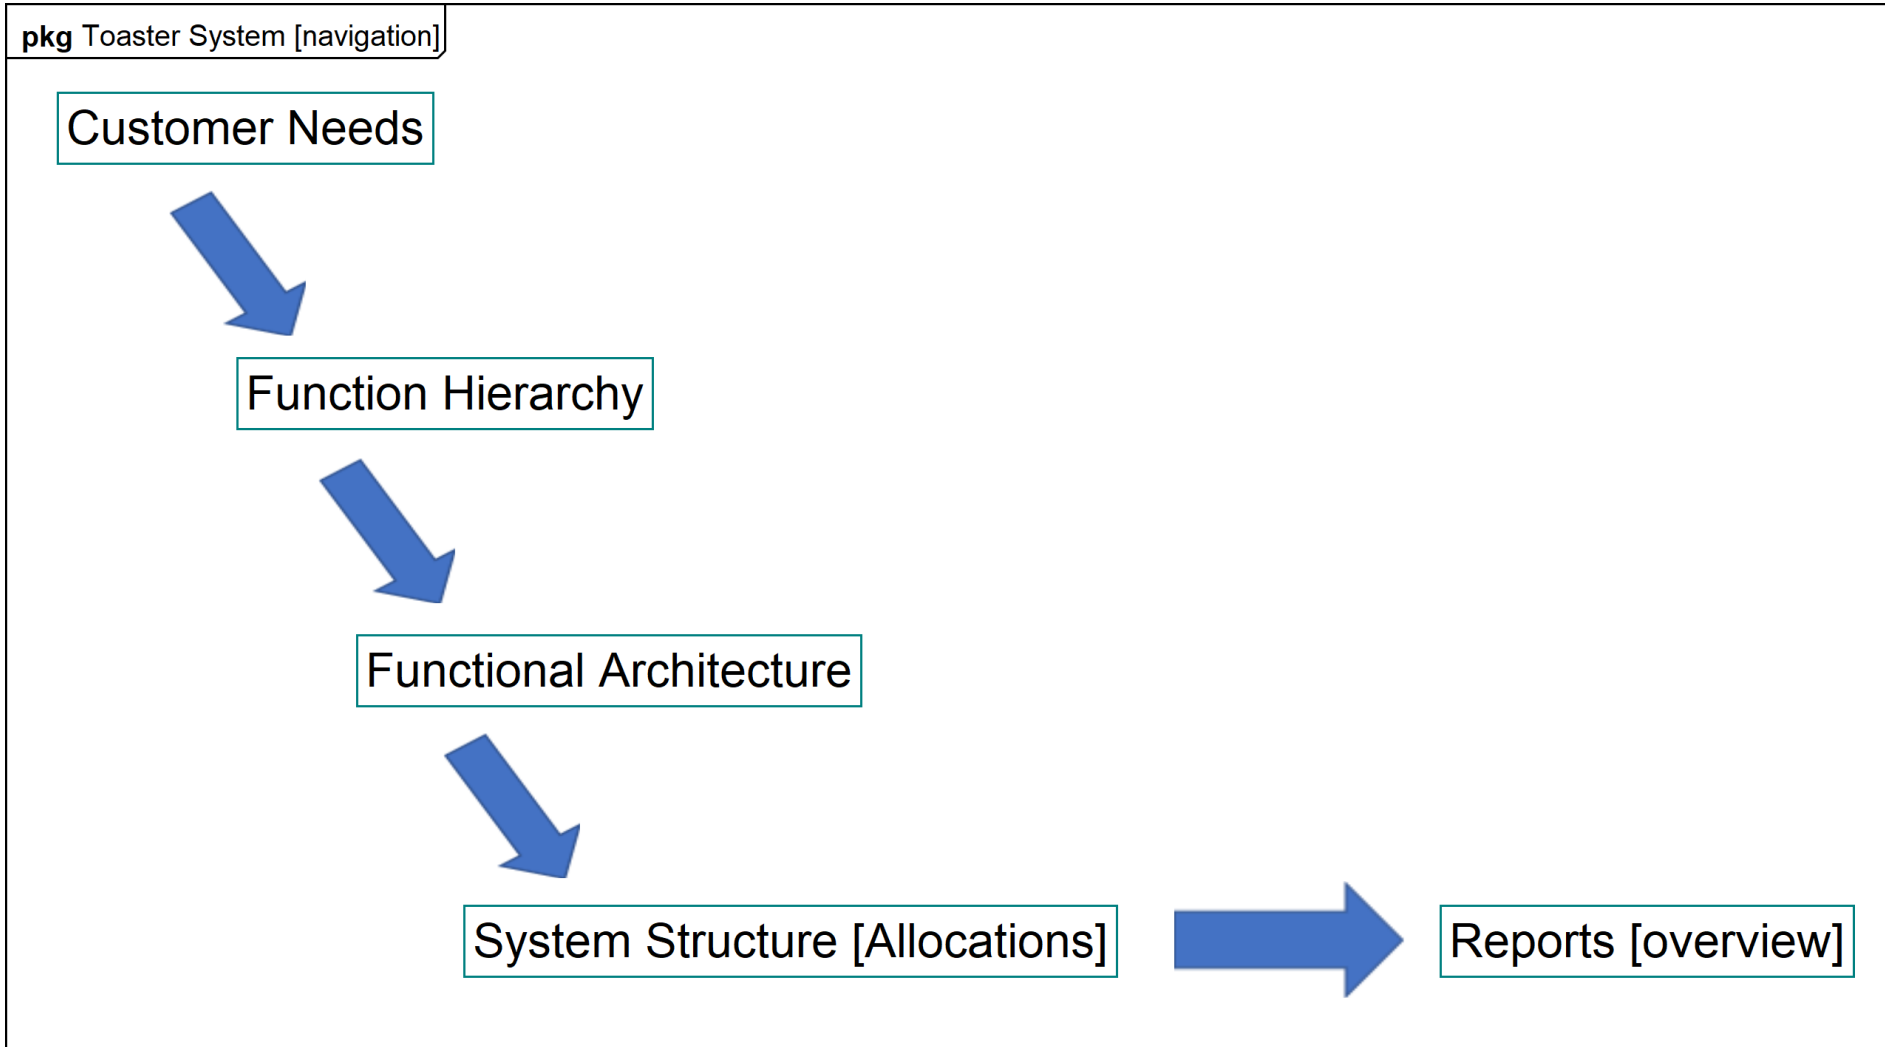 pkg Toaster System [navigation]
Customer Needs
Function Hierarchy
Functional Architecture
System Structure [Allocations]
Reports [overview]